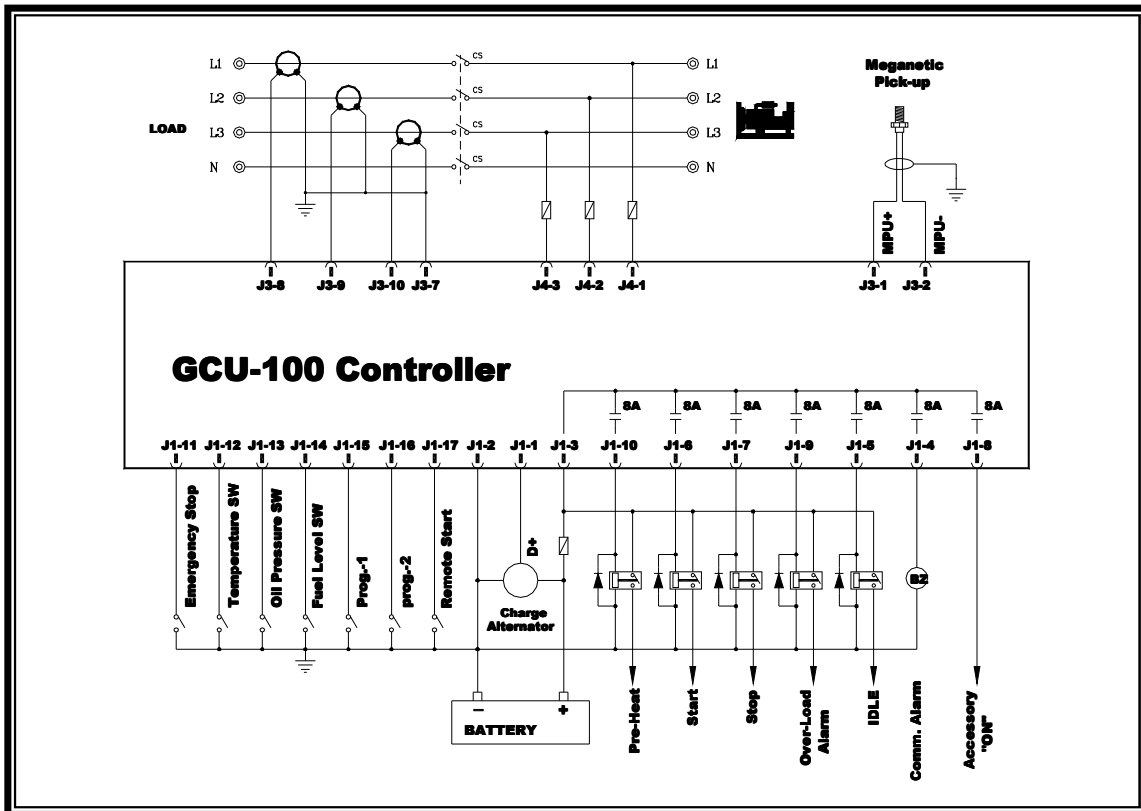 L1
CS
L1
L2
CS
L2
LOAD
L3
CS
L3
N
CS
N
Meganetic
Pick-up
MPU+
MPU-
J3-8
J3-9
J3-10
J3-7
J4-3
J4-2
J4-1
J3-1
J3-2
GCU-100 Controller
8A
8A
8A
8A
8A
8A
8A
J1-11
J1-12
J1-13
J1-14
J1-15
J1-16
J1-17
J1-2
J1-1
J1-3
J1-10
J1-6
J1-7
J1-9
J1-5
J1-4
J1-8
Emergency Stop
Temperature SW
Oil Pressure SW
Fuel Level SW
Prog.-1
prog.-2
Remote Start
D+
Charge
Alternator
BZ
– +
BATTERY
Pre-Heat
Start
Stop
Over-Load
Alarm
IDLE
Comm. Alarm
Accessory
"ON"